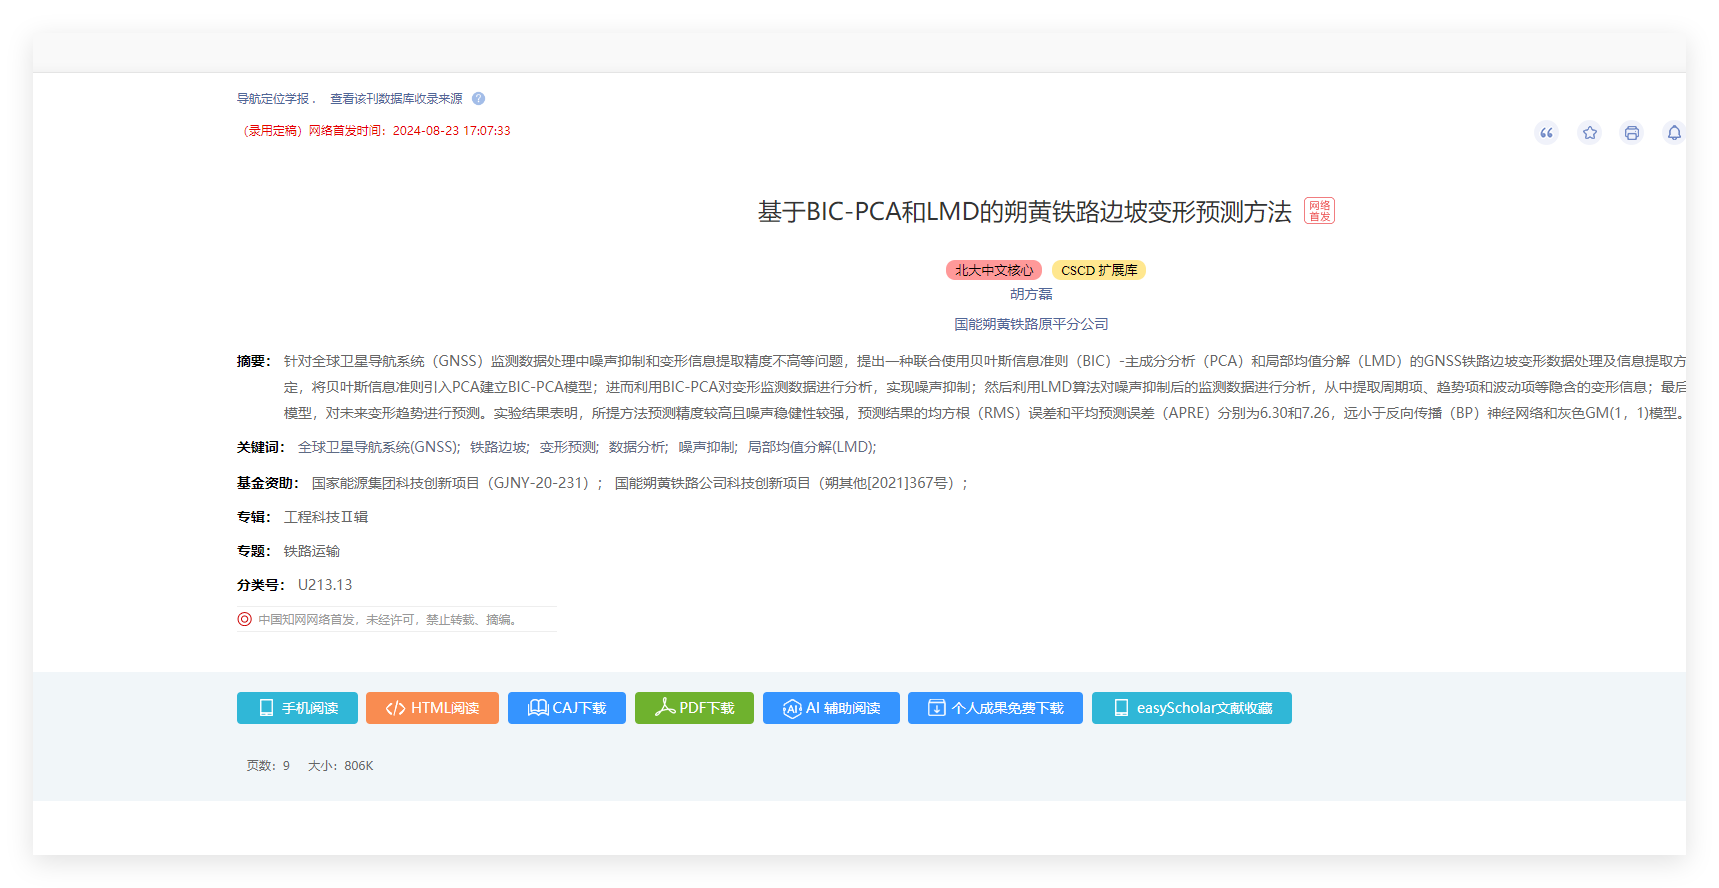 导航定位学报． 查看该刊数据库收录来源 ?
（录用定稿）网络首发时间：2024-08-23 17:07:33
基于BIC-PCA和LMD的朔黄铁路边坡变形预测方法 网络首发
北大中文核心 CSCD 扩展库
胡方磊
国能朔黄铁路原平分公司
摘要： 针对全球卫星导航系统（GNSS）监测数据处理中噪声抑制和变形信息提取精度不高等问题，提出一种联合使用贝叶斯信息准则（BIC）-主成分分析（PCA）和局部均值分解（LMD）的GNSS铁路边坡变形数据处理及信息提取方
定，将贝叶斯信息准则引入PCA建立BIC-PCA模型；进而利用BIC-PCA对变形监测数据进行分析，实现噪声抑制；然后利用LMD算法对噪声抑制后的监测数据进行分析，从中提取周期项、趋势项和波动项等隐含的变形信息；最后
模型，对未来变形趋势进行预测。实验结果表明，所提方法预测精度较高且噪声稳健性较强，预测结果的均方根（RMS）误差和平均预测误差（APRE）分别为6.30和7.26，远小于反向传播（BP）神经网络和灰色GM(1，1)模型。
关键词： 全球卫星导航系统(GNSS); 铁路边坡; 变形预测; 数据分析; 噪声抑制; 局部均值分解(LMD);
基金资助： 国家能源集团科技创新项目（GJNY-20-231）； 国能朔黄铁路公司科技创新项目（朔其他[2021]367号）；
专辑： 工程科技Ⅱ辑
专题： 铁路运输
分类号： U213.13
中国知网网络首发，未经许可，禁止转载、摘编。
手机阅读 HTML阅读 CAJ下载 PDF下载 AI AI 辅助阅读 个人成果免费下载 easyScholar文献收藏
页数：9 大小：806K